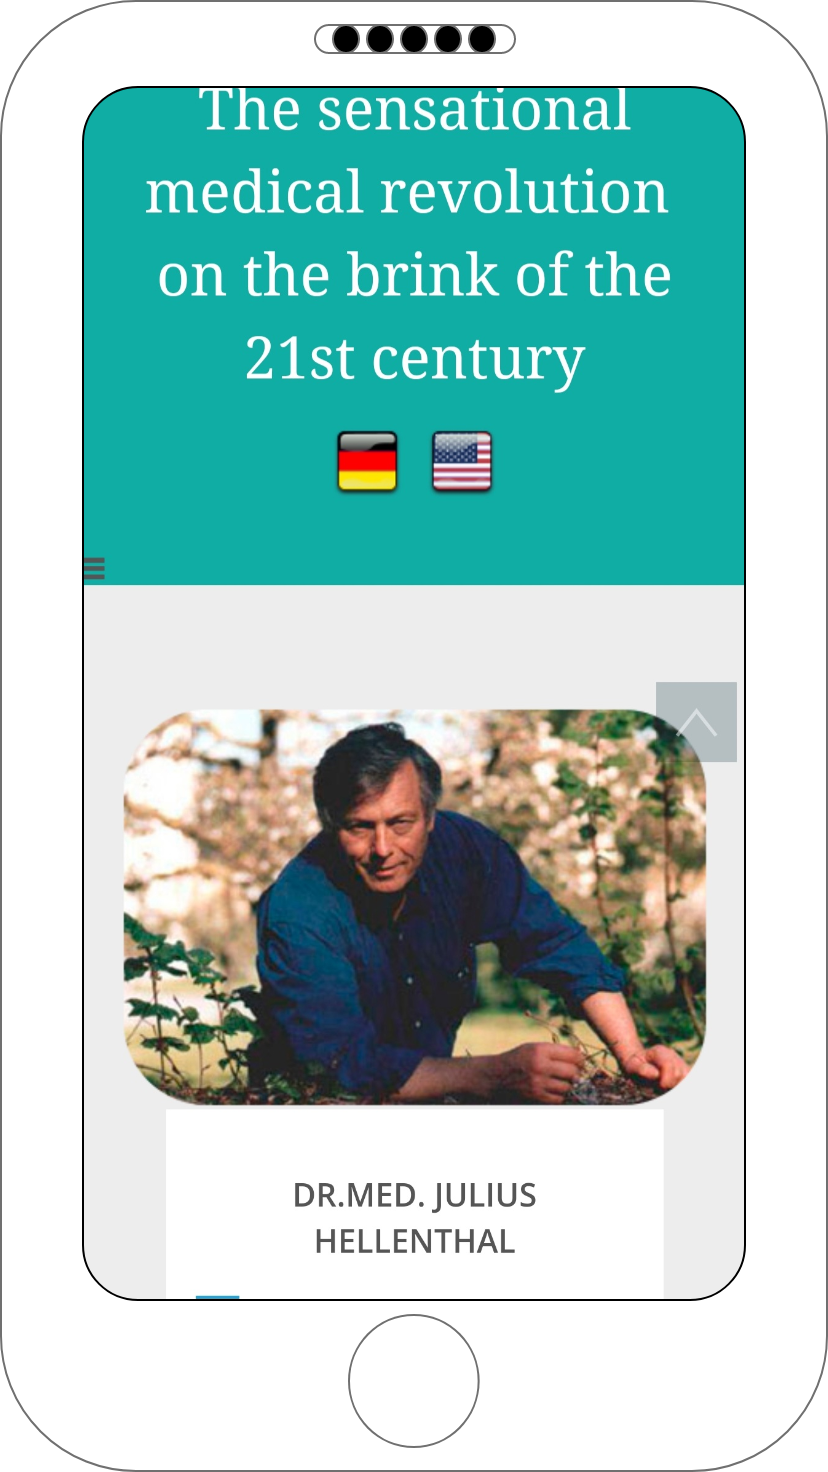 The sensational
medical revolution
on the brink of the
21st century
DR.MED. JULIUS
HELLENTHAL